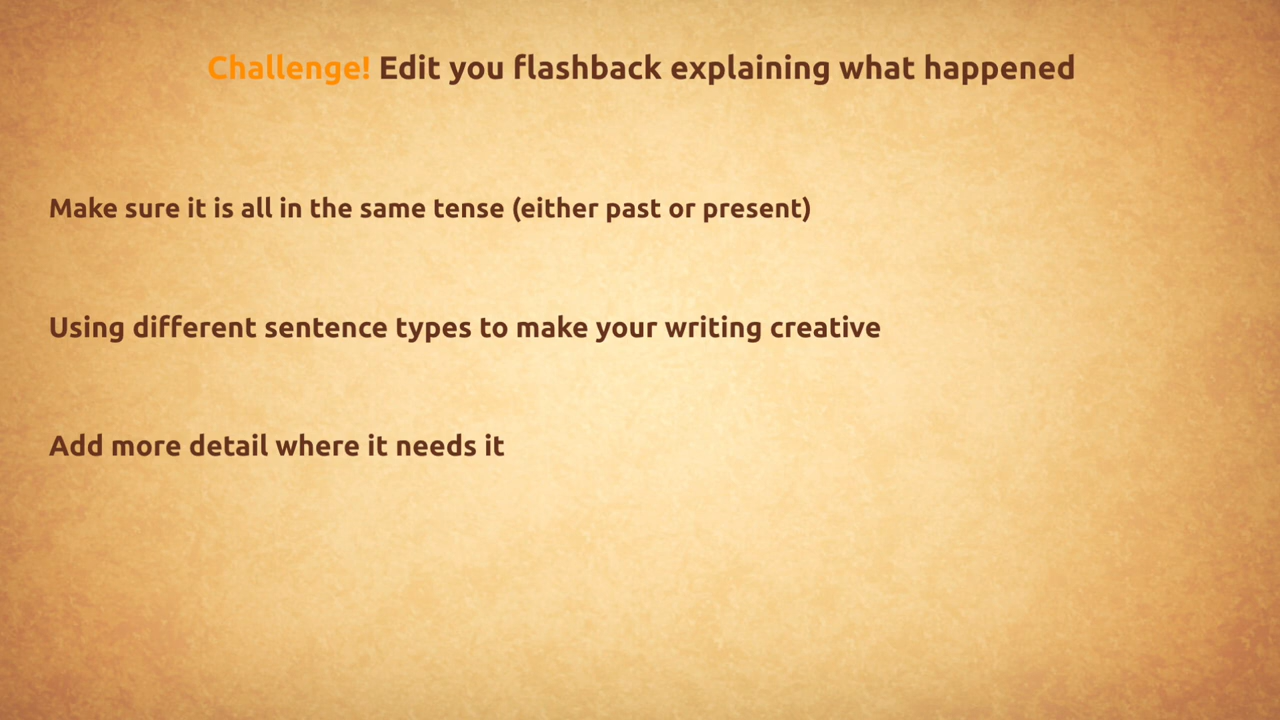 Challenge! Edit you flashback explaining what happened
Make sure it is all in the same tense (either past or present)
Using different sentence types to make your writing creative
Add more detail where it needs it